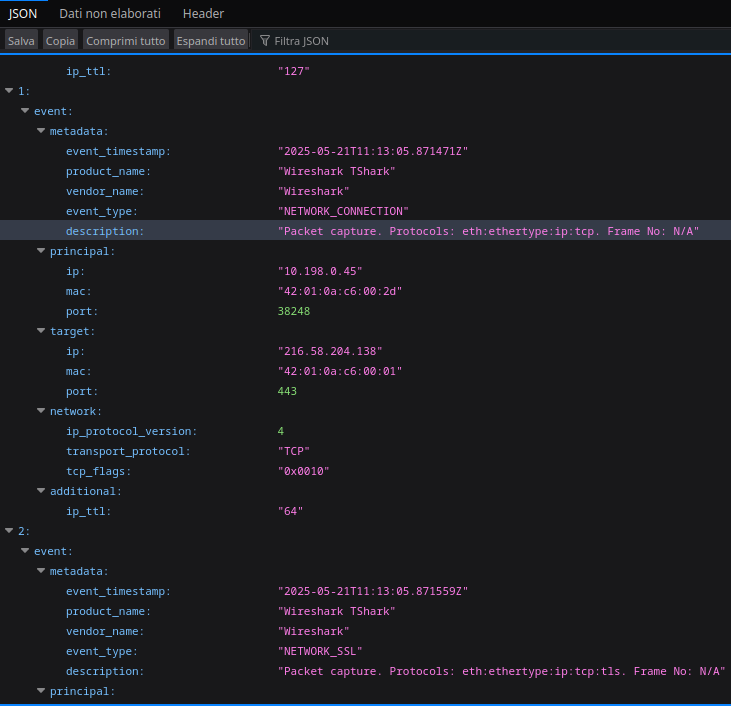 JSON Dati non elaborati Header
Salva Copia Comprimi tutto Espandi tutto Filtra JSON
ip_ttl: "127"
1:
event:
metadata:
event_timestamp: "2025-05-21T11:13:05.871471Z"
product_name: "Wireshark TShark"
vendor_name: "Wireshark"
event_type: "NETWORK_CONNECTION"
description: "Packet capture. Protocols: eth:ethertype:ip:tcp. Frame No: N/A"
principal:
ip: "10.198.0.45"
mac: "42:01:0a:c6:00:2d"
port: 38248
target:
ip: "216.58.204.138"
mac: "42:01:0a:c6:00:01"
port: 443
network:
ip_protocol_version: 4
transport_protocol: "TCP"
tcp_flags: "0x0010"
additional:
ip_ttl: "64"
2:
event:
metadata:
event_timestamp: "2025-05-21T11:13:05.871559Z"
product_name: "Wireshark TShark"
vendor_name: "Wireshark"
event_type: "NETWORK_SSL"
description: "Packet capture. Protocols: eth:ethertype:ip:tcp:tls. Frame No: N/A"
principal: